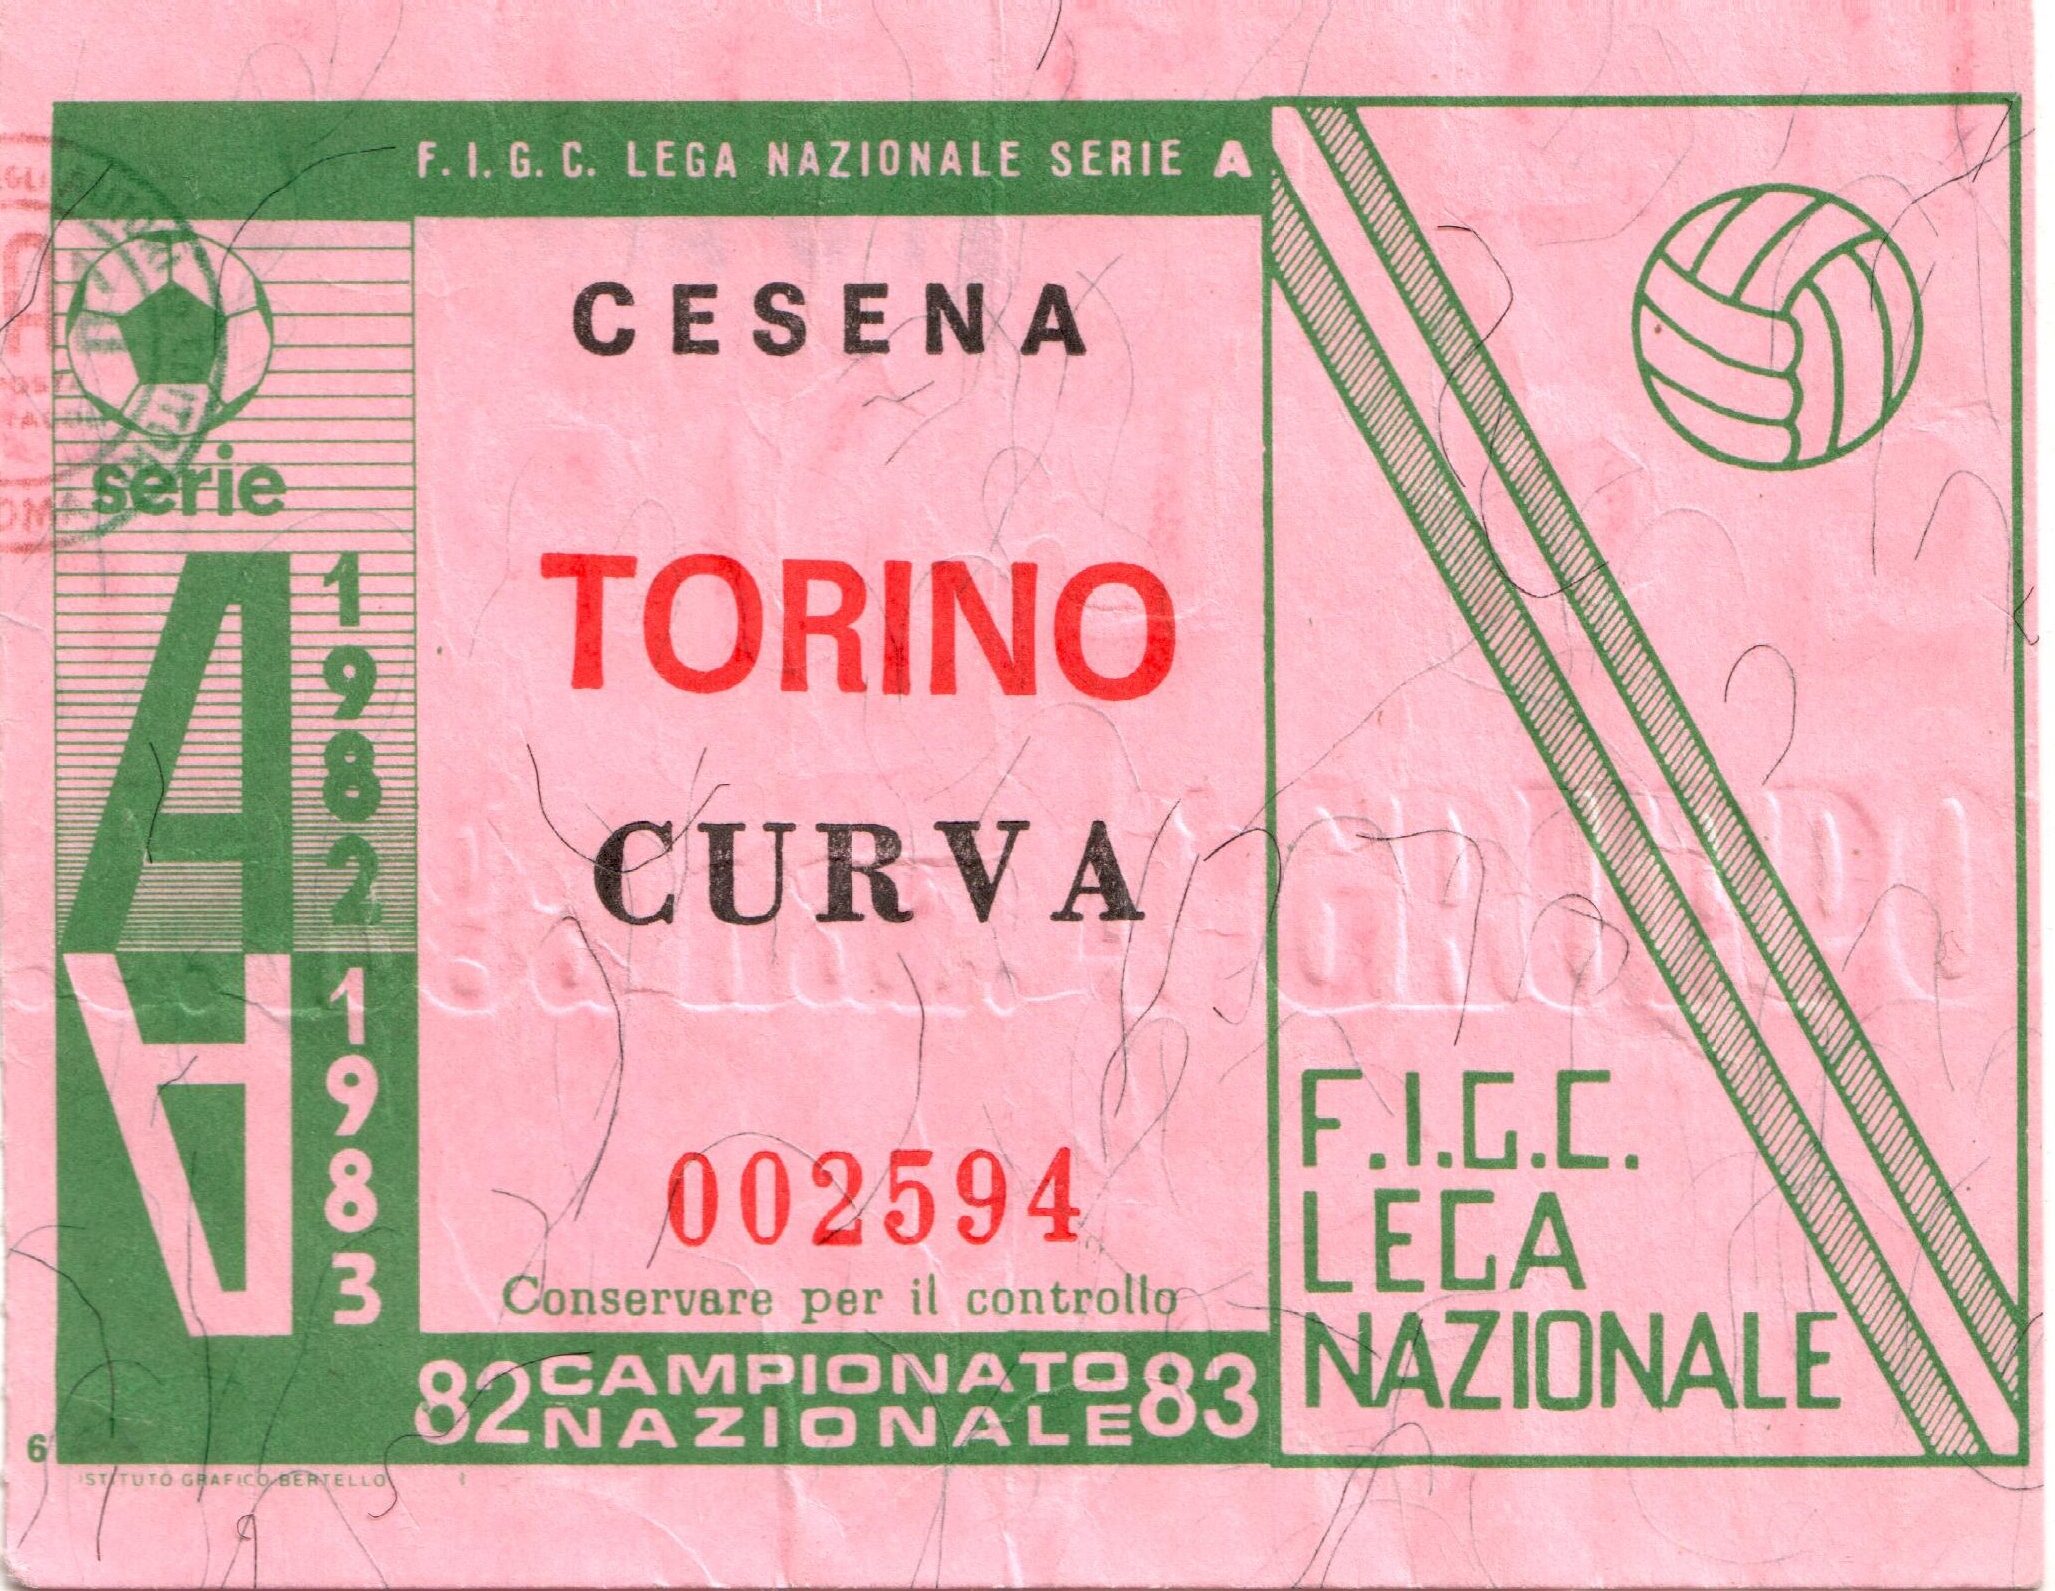 F. I. G. C. LEGA NAZIONALE SERIE A
serie
A 1982
A 1983
CESENA
TORINO
CURVA
002594
Conservare per il controllo
82 CAMPIONATO NAZIONALE 83
F.I.G.C.
LEGA
NAZIONALE
6
ISTITUTO GRAFICO BERTELLO